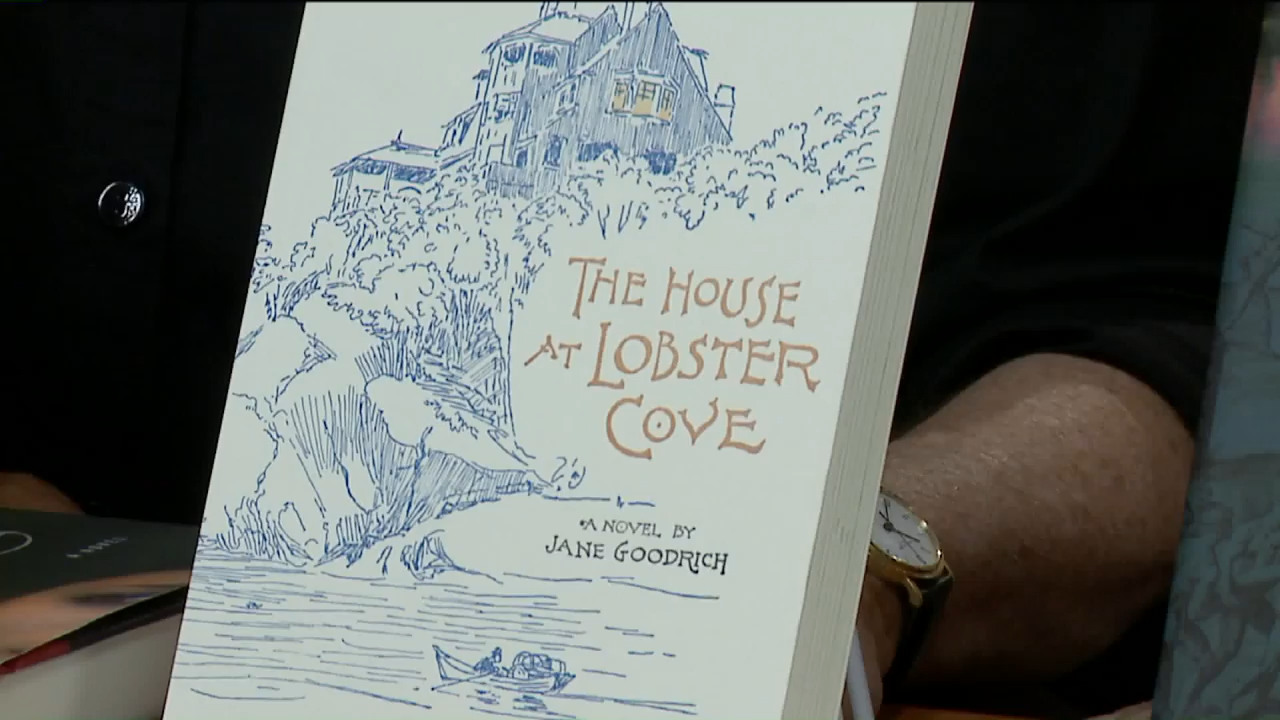 THE HOUSE
AT LOBSTER
COVE
A NOVEL BY
JANE GOODRICH